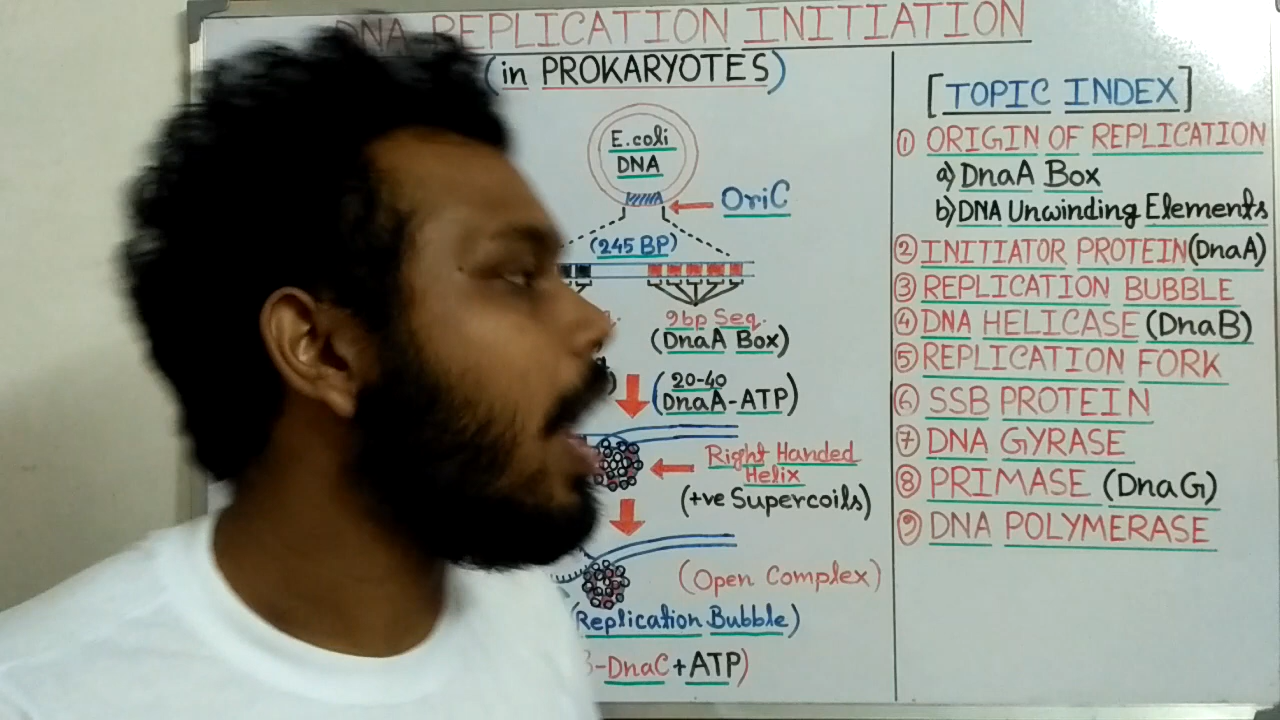 DNA REPLICATION INITIATION
(in PROKARYOTES)
E.coli
DNA
OriC
(245 BP)
9bp Seq.
(DnaA Box)
20-40
(DnaA-ATP)
Right Handed
Helix
(+ve Supercoils)
(Open Complex)
(Replication Bubble)
-DnaC+ATP)
[TOPIC INDEX]
① ORIGIN OF REPLICATION
a) DnaA Box
b) DNA Unwinding Elements
② INITIATOR PROTEIN (DnaA)
③ REPLICATION BUBBLE
④ DNA HELICASE (DnaB)
⑤ REPLICATION FORK
⑥ SSB PROTEIN
⑦ DNA GYRASE
⑧ PRIMASE (DnaG)
⑨ DNA POLYMERASE